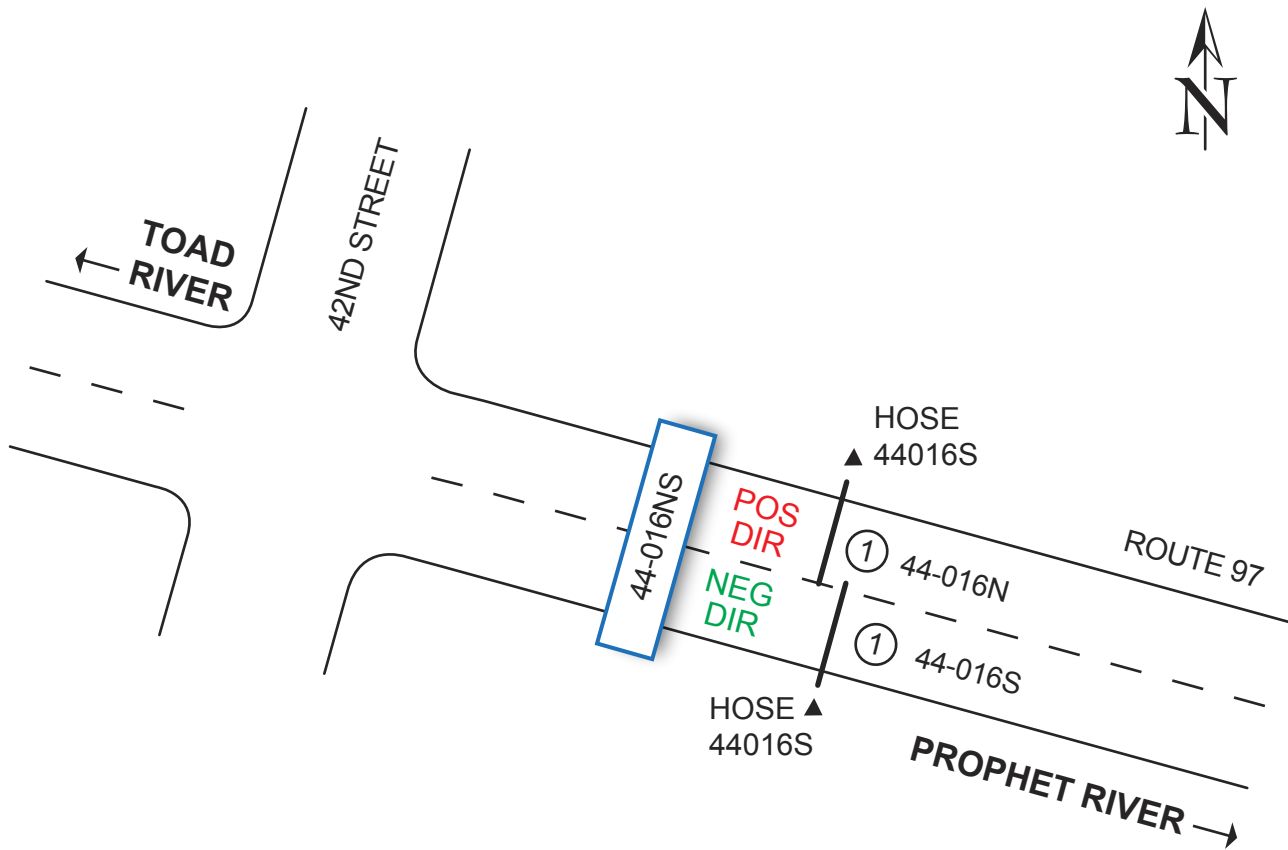 N
TOAD
RIVER
42ND STREET
HOSE
44016S
44-016NS
POS
DIR
NEG
DIR
1 44-016N
ROUTE 97
1 44-016S
HOSE
44016S
PROPHET RIVER